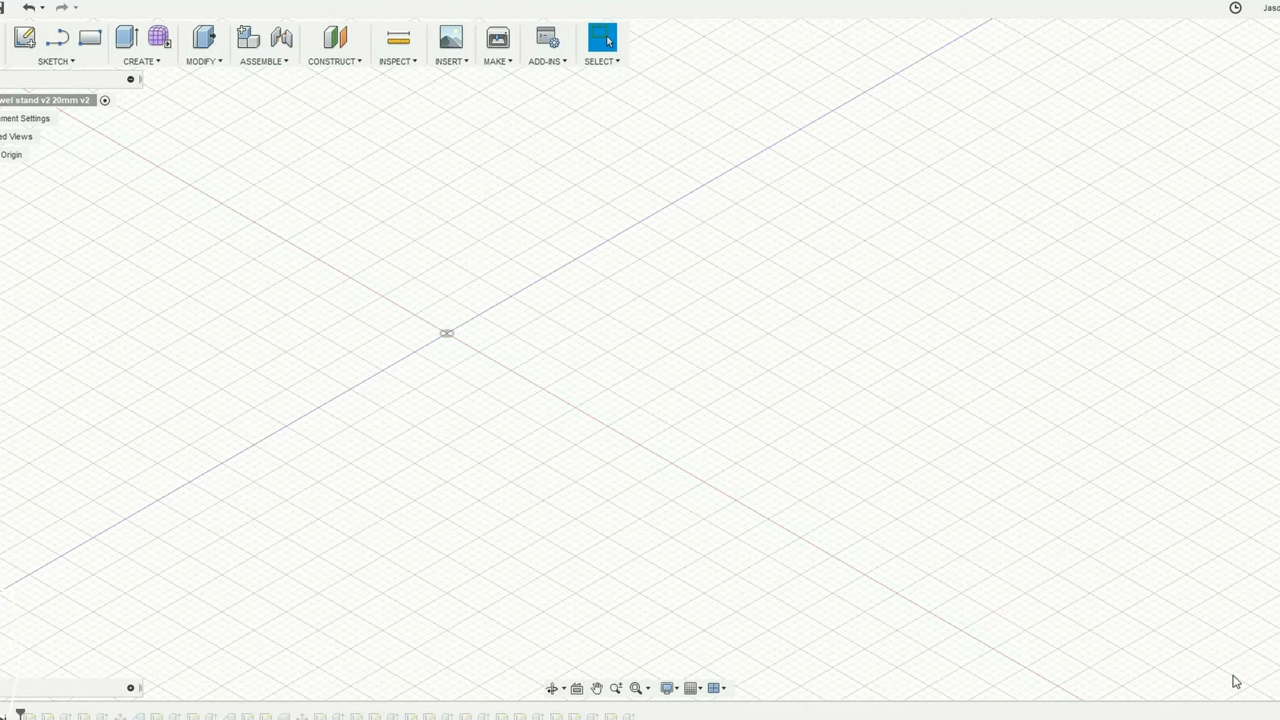 Jaso
SKETCH CREATE MODIFY ASSEMBLE CONSTRUCT INSPECT INSERT MAKE ADD-INS SELECT
wel stand v2 20mm v2
ment Settings
ed Views
Origin